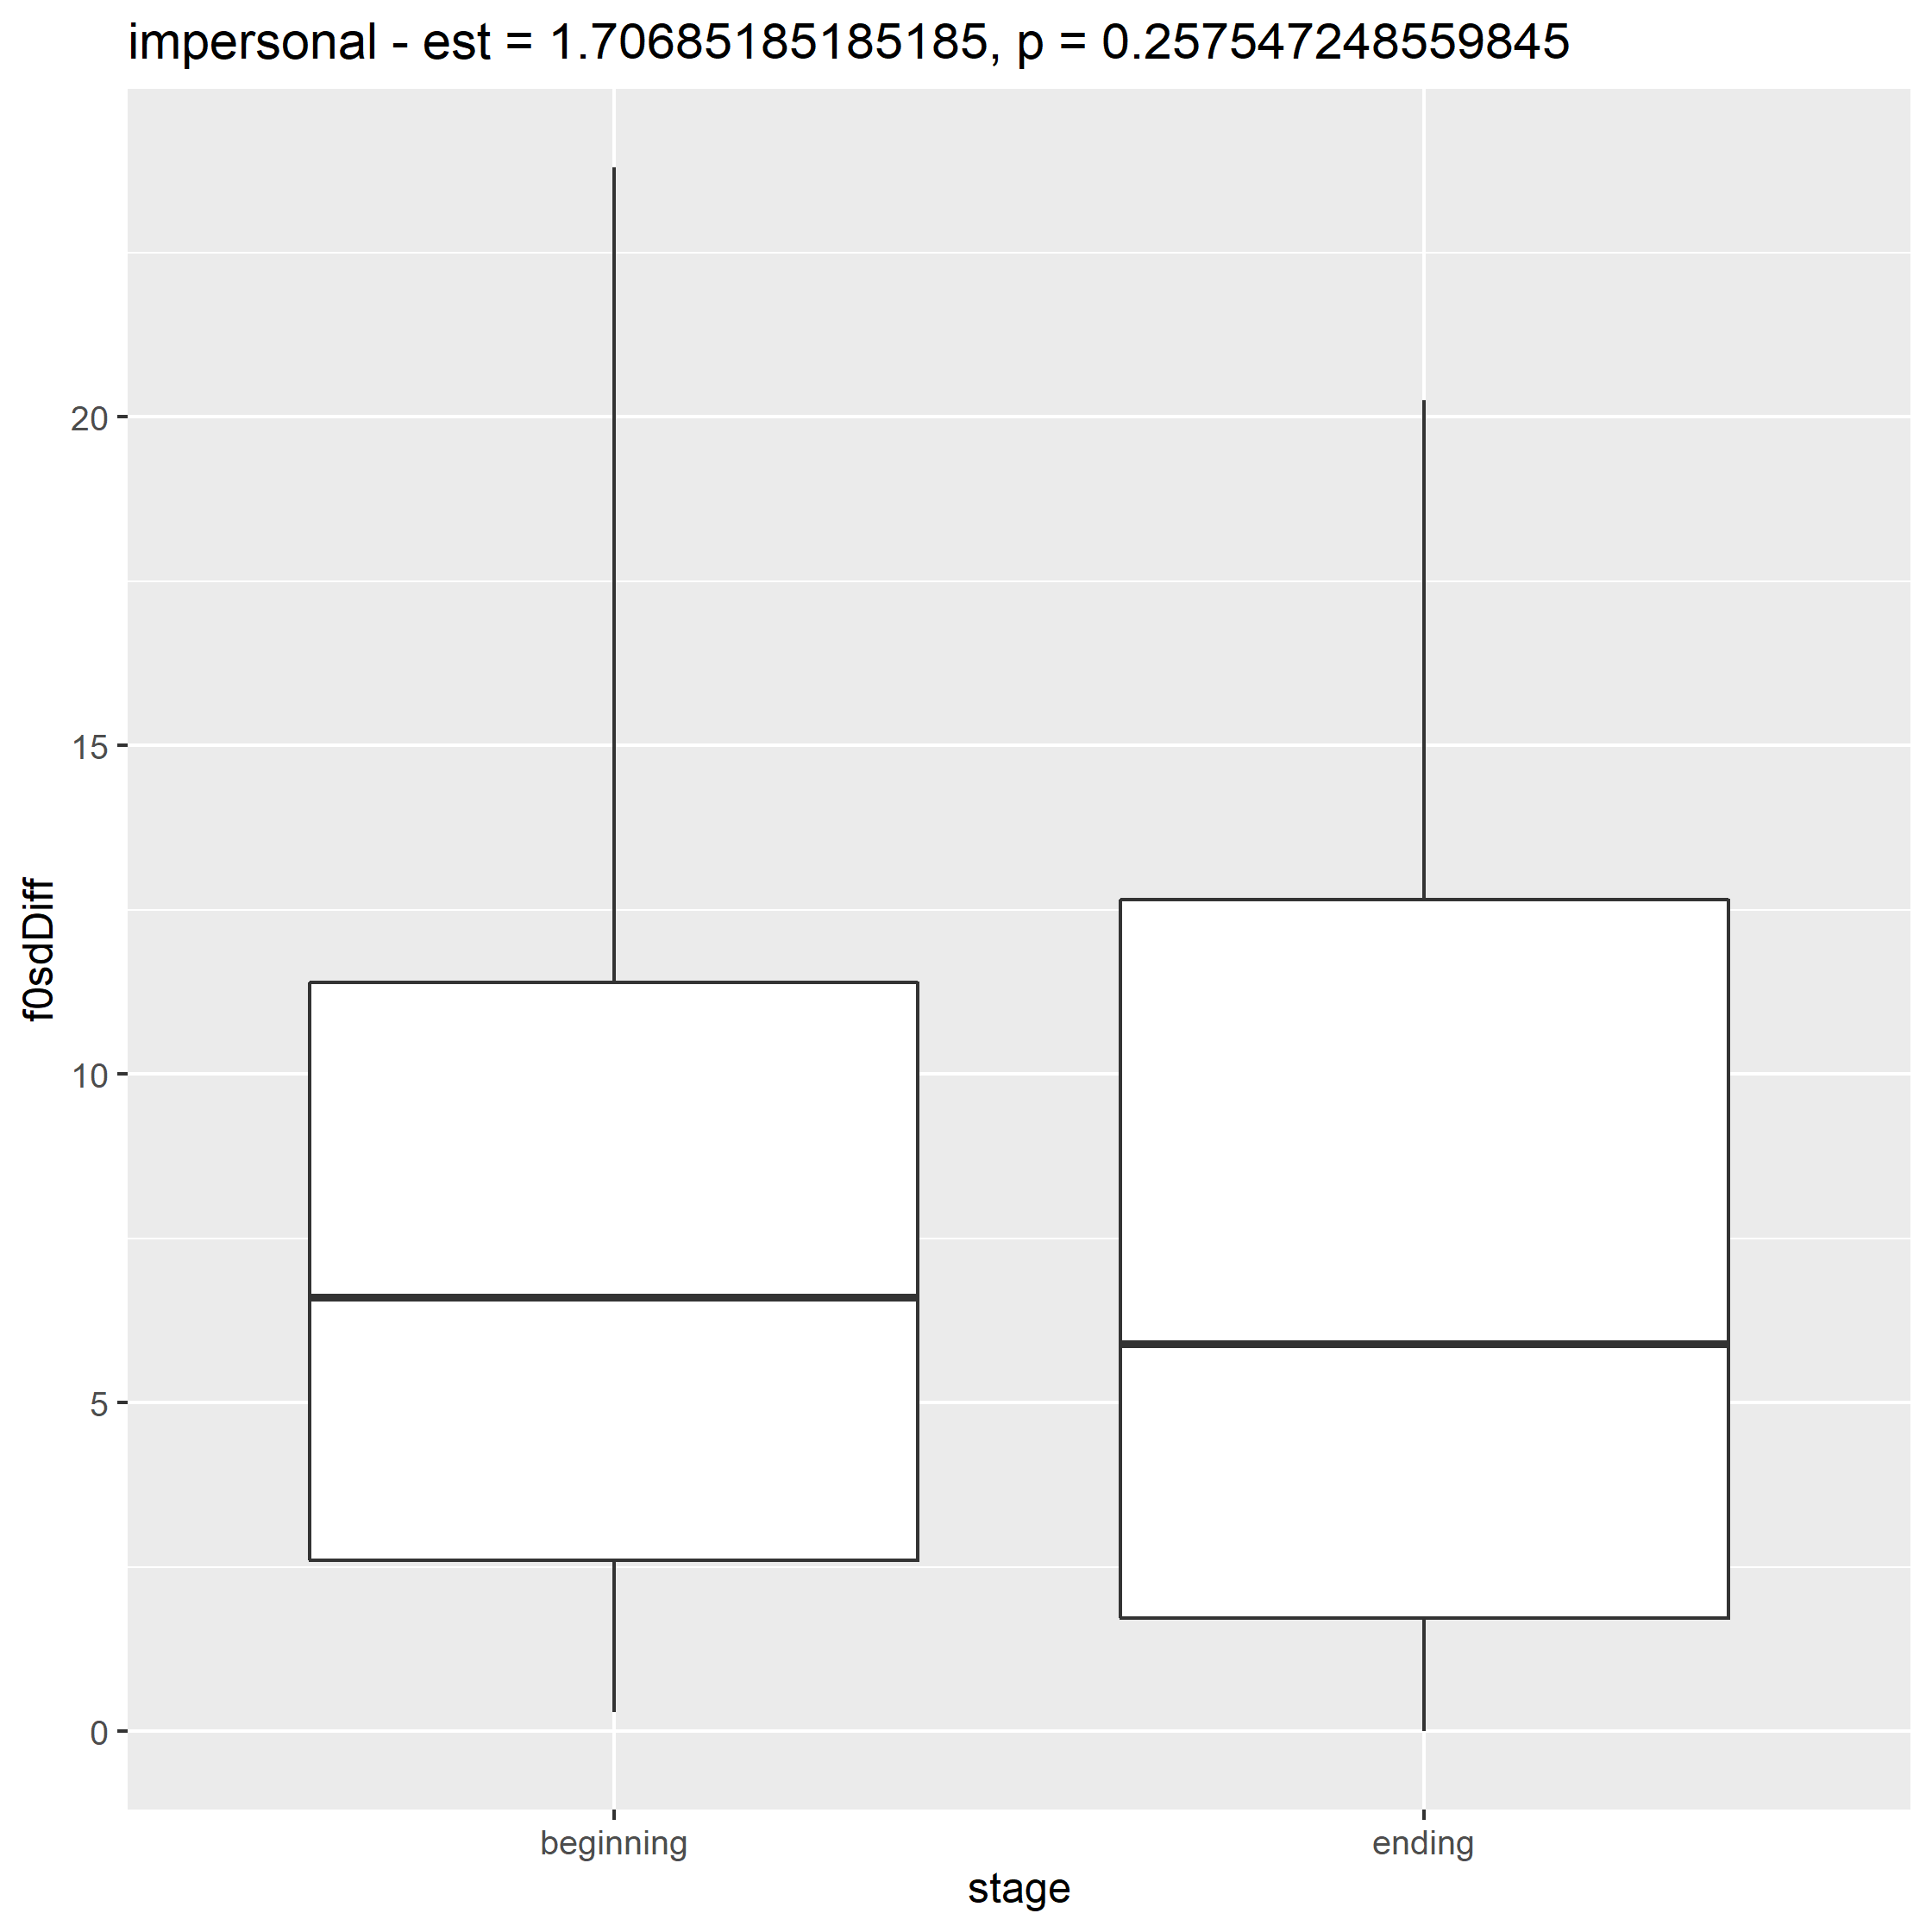 impersonal - est = 1.70685185185185, p = 0.257547248559845
20
15
10
5
0
f0sdDiff
beginning
ending
stage